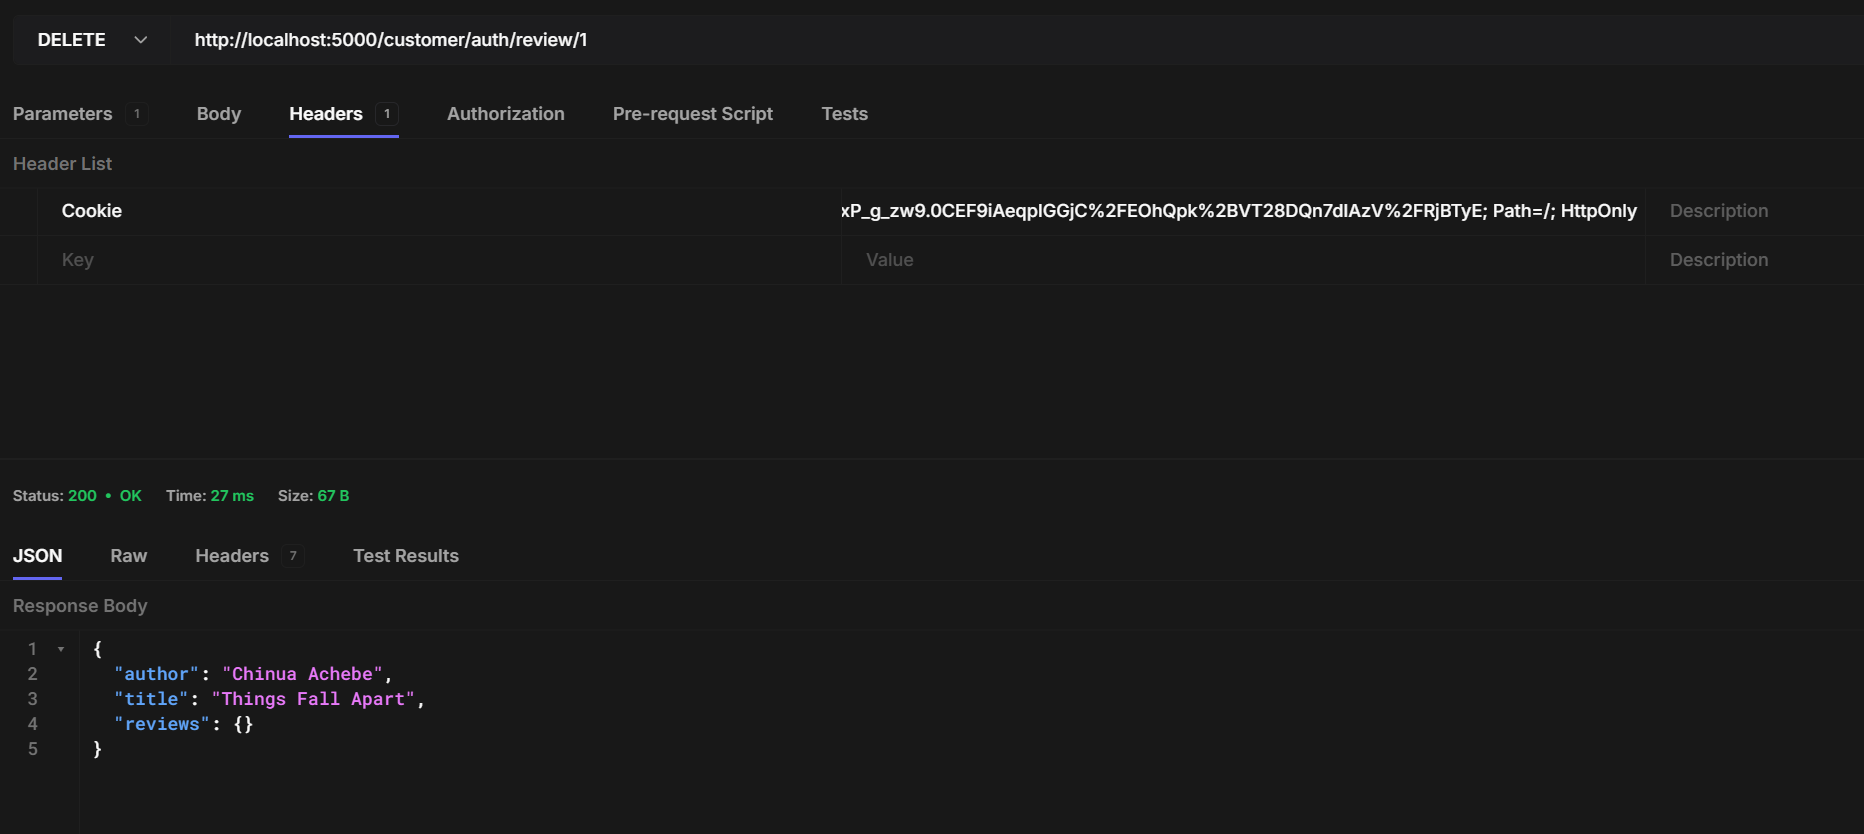 DELETE http://localhost:5000/customer/auth/review/1
Parameters 1 Body Headers 1 Authorization Pre-request Script Tests
Header List
Cookie xP_g_zw9.0CEF9iAeqplGGjC%2FEOhQpk%2BVT28DQn7dIAzV%2FRjBTyE; Path=/; HttpOnly Description
Key Value Description
Status: 200 • OK Time: 27 ms Size: 67 B
JSON Raw Headers 7 Test Results
Response Body
1 {
2 "author": "Chinua Achebe",
3 "title": "Things Fall Apart",
4 "reviews": {}
5 }